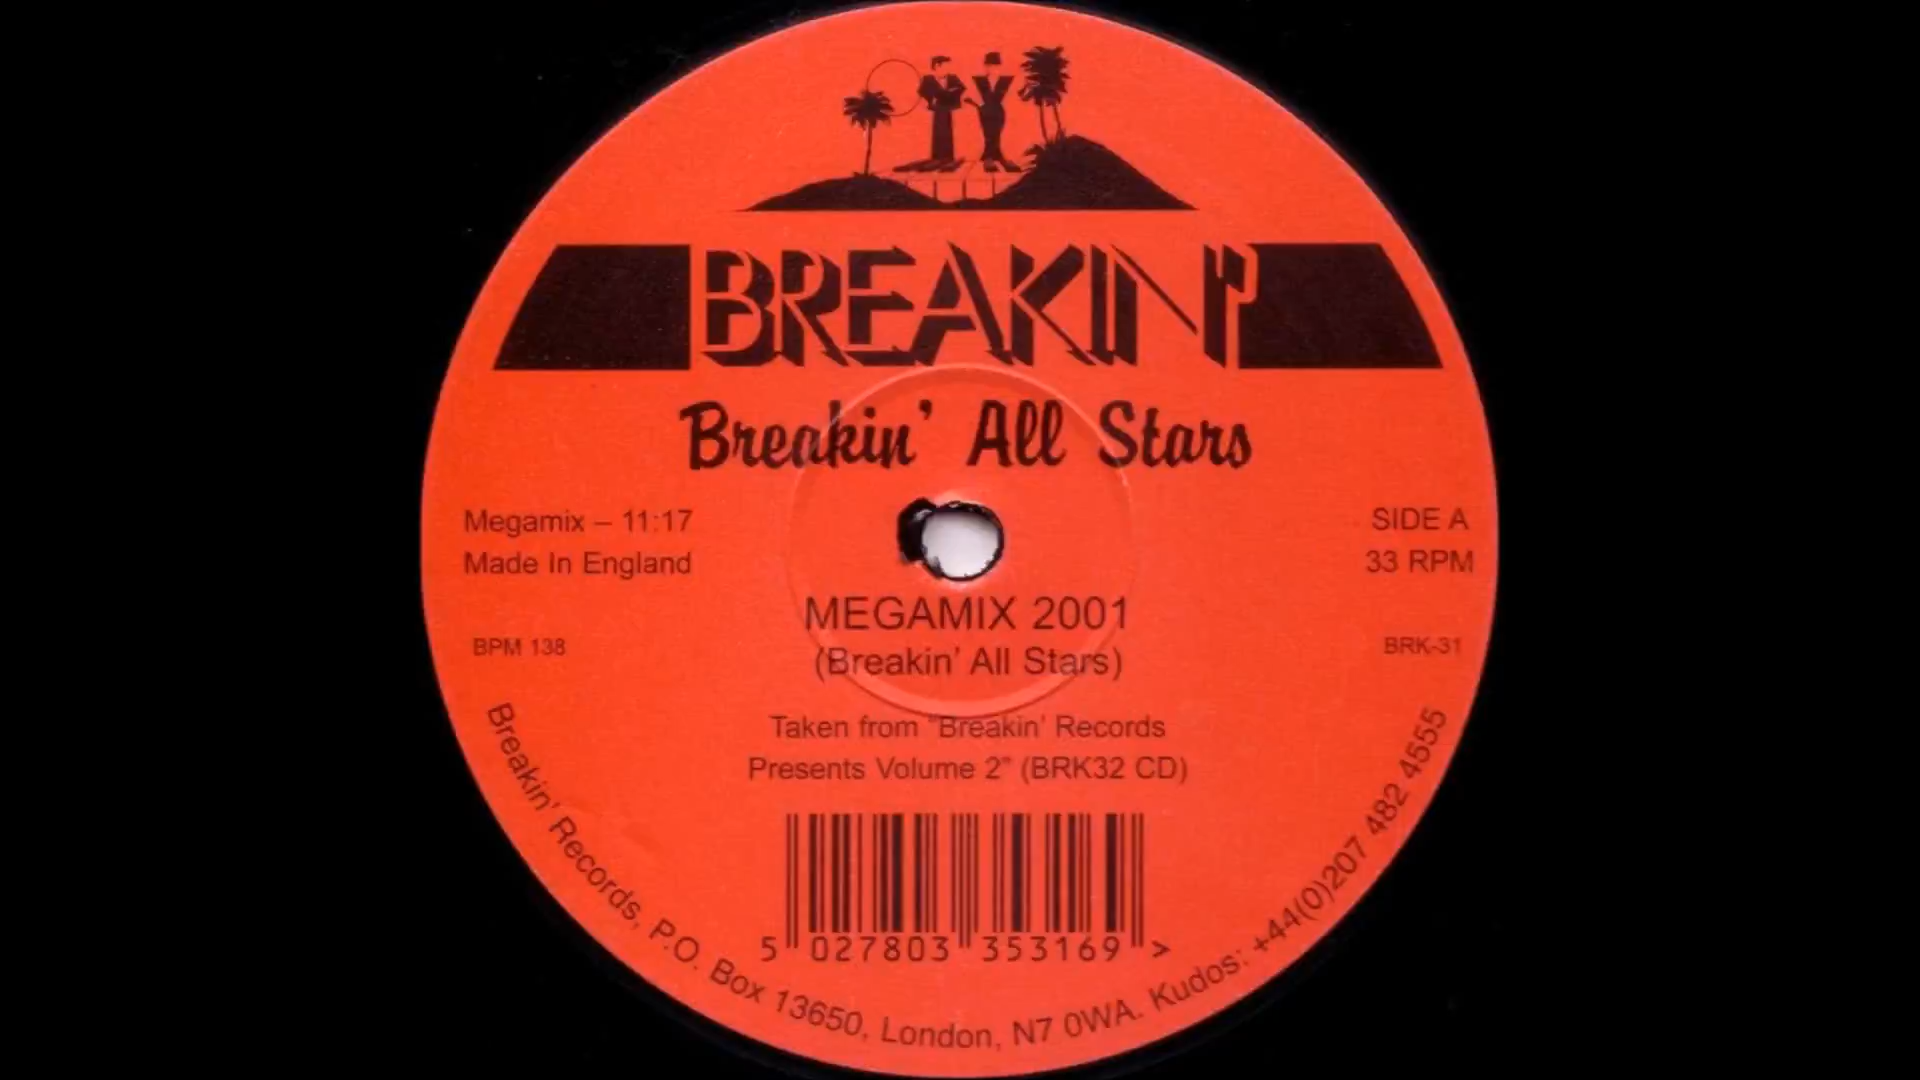 BREAKIN'
Breakin' All Stars
Megamix – 11:17
Made In England
SIDE A
33 RPM
MEGAMIX 2001
(Breakin' All Stars)
BPM 138
BRK-31
Taken from "Breakin' Records
Presents Volume 2" (BRK32 CD)
5 027803 353169 >
Breakin' Records, P.O. Box 13650, London, N7 0WA. Kudos: +44(0)207 482 4555